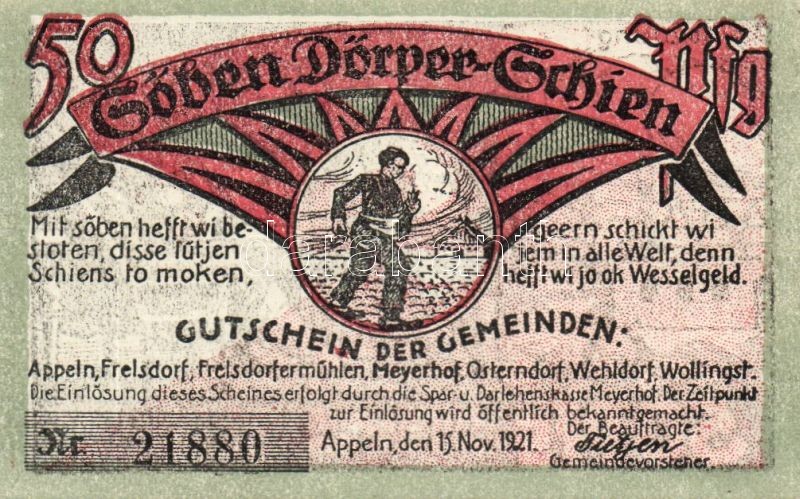 50 Söben Dörper-Schien Pfg
Mit söben hefft wi be-
sloten, disse lütjen
Schiens to moken,
geern schickt wi
jem in alle Welt, denn
hefft wi jo ok Wesselgeld.
darabanth
GUTSCHEIN DER GEMEINDEN:
Appeln, Frelsdorf, Frelsdorfermühlen, Meyerhof, Osterndorf, Wehldorf, Wollingst.
Die Einlösung dieses Scheines erfolgt durch die Spar- u. Darlehenskasse Meyerhof. Der Zeitpunkt
zur Einlösung wird öffentlich bekanntgemacht.
Nr. 21880
Appeln, den 15. Nov. 1921.
Der Beauftragte:
Gemeindevorsteher.